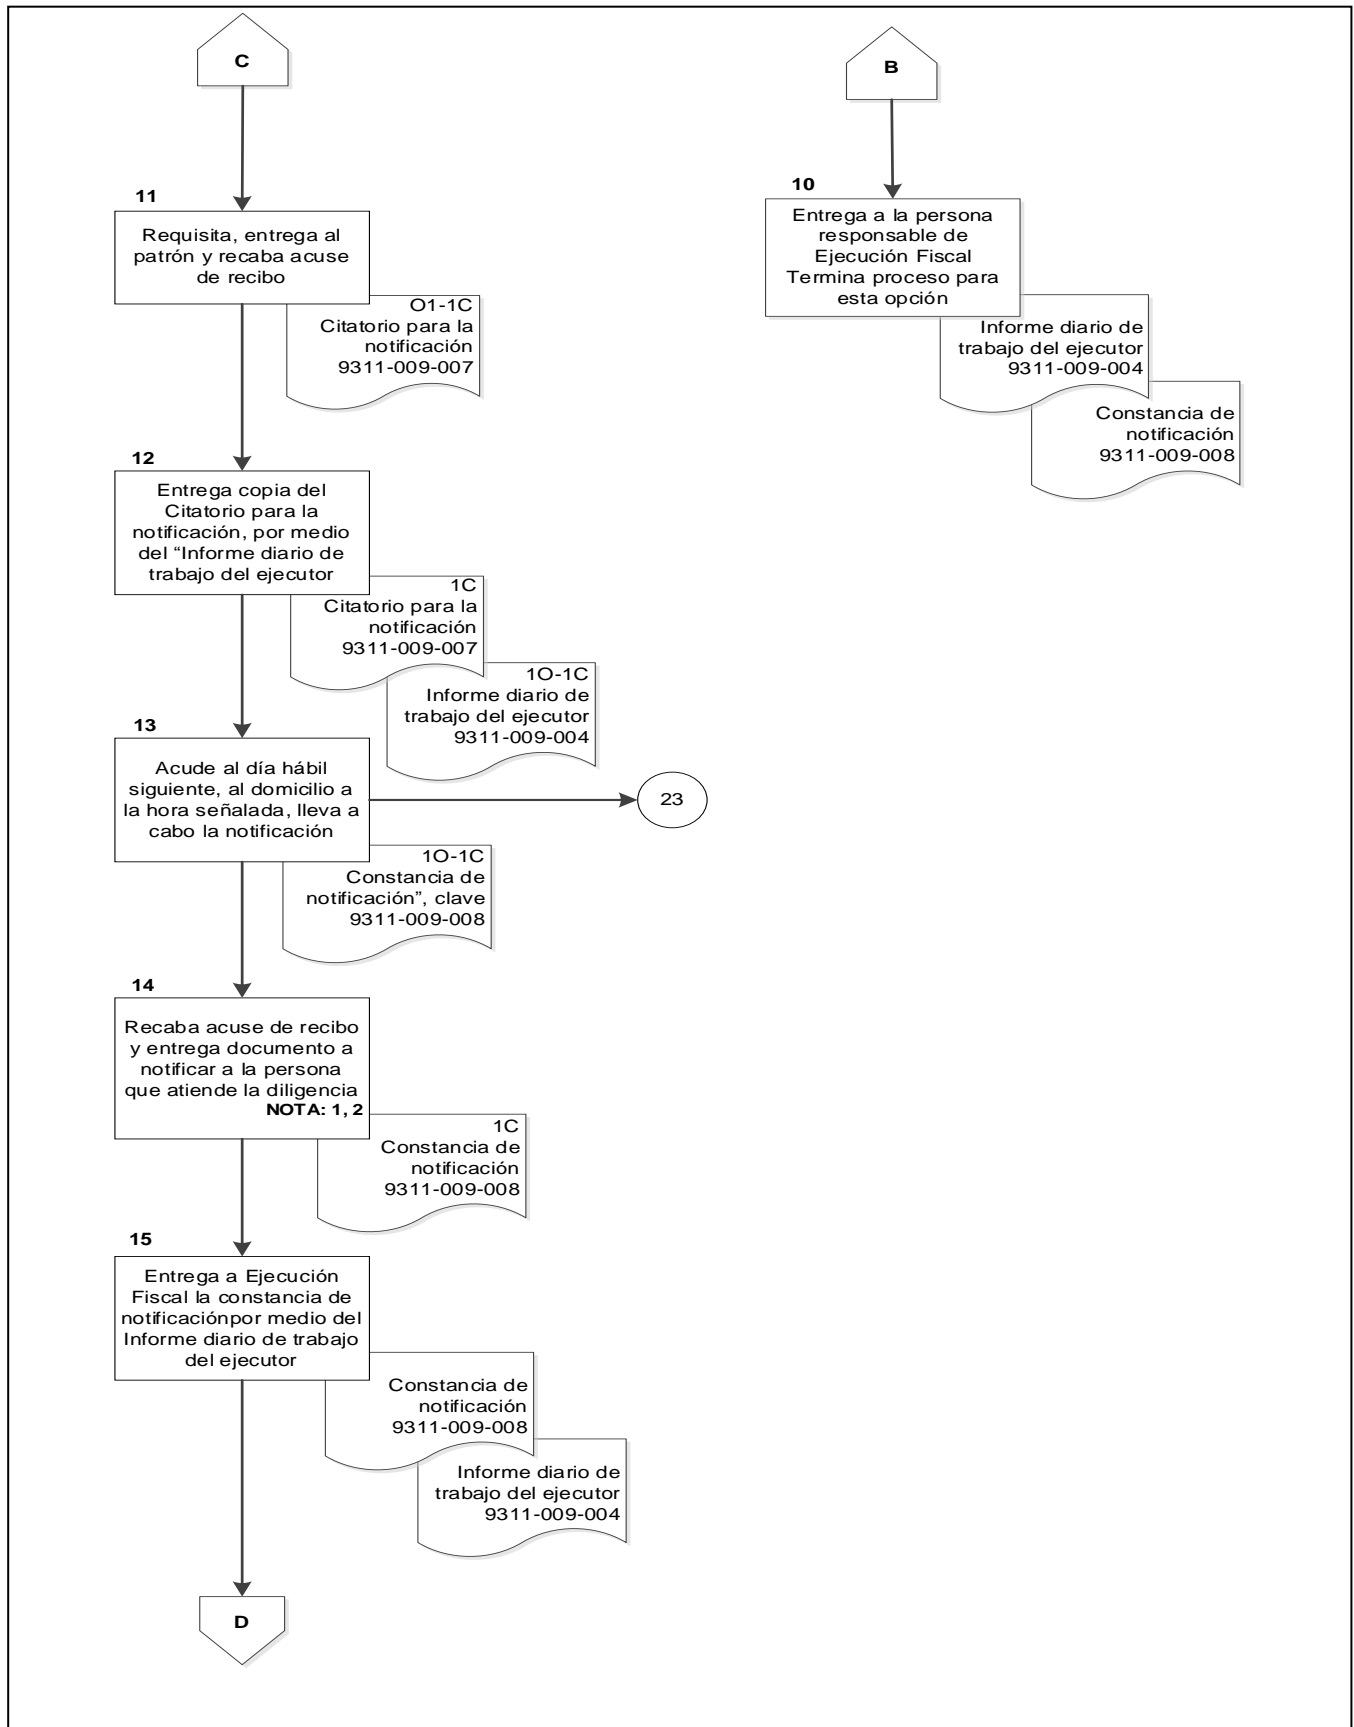 C
11
Requisita, entrega al
patrón y recaba acuse
de recibo
O1-1C
Citatorio para la
notificación
9311-009-007
12
Entrega copia del
Citatorio para la
notificación, por medio
del “Informe diario de
trabajo del ejecutor
1C
Citatorio para la
notificación
9311-009-007
1O-1C
Informe diario de
trabajo del ejecutor
9311-009-004
13
Acude al día hábil
siguiente, al domicilio a
la hora señalada, lleva a
cabo la notificación
23
1O-1C
Constancia de
notificación”, clave
9311-009-008
14
Recaba acuse de recibo
y entrega documento a
notificar a la persona
que atiende la diligencia
NOTA: 1, 2
1C
Constancia de
notificación
9311-009-008
15
Entrega a Ejecución
Fiscal la constancia de
notificaciónpor medio del
Informe diario de trabajo
del ejecutor
Constancia de
notificación
9311-009-008
Informe diario de
trabajo del ejecutor
9311-009-004
D
B
10
Entrega a la persona
responsable de
Ejecución Fiscal
Termina proceso para
esta opción
Informe diario de
trabajo del ejecutor
9311-009-004
Constancia de
notificación
9311-009-008